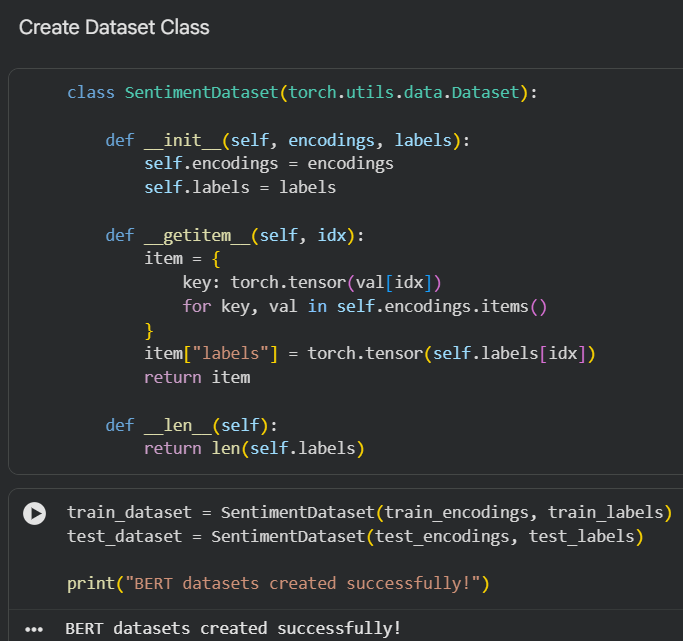 Create Dataset Class
class SentimentDataset(torch.utils.data.Dataset):
    def __init__(self, encodings, labels):
        self.encodings = encodings
        self.labels = labels
    def __getitem__(self, idx):
        item = {
            key: torch.tensor(val[idx])
            for key, val in self.encodings.items()
        }
        item["labels"] = torch.tensor(self.labels[idx])
        return item
    def __len__(self):
        return len(self.labels)
train_dataset = SentimentDataset(train_encodings, train_labels)
test_dataset = SentimentDataset(test_encodings, test_labels)
print("BERT datasets created successfully!")
BERT datasets created successfully!